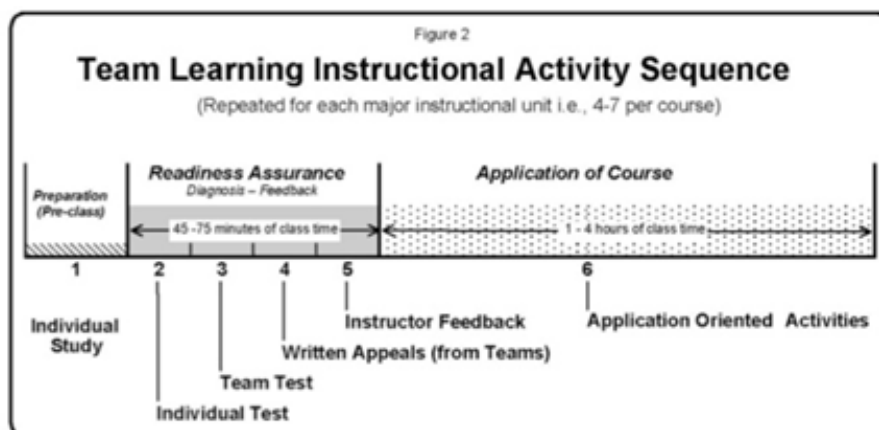 Figure 2
Team Learning Instructional Activity Sequence
(Repeated for each major instructional unit i.e., 4-7 per course)
Preparation
(Pre-class)
Readiness Assurance
Diagnosis – Feedback
Application of Course
45 -75 minutes of class time
1 - 4 hours of class time
1
2
3
4
5
6
Individual
Study
Instructor Feedback
Application Oriented Activities
Written Appeals (from Teams)
Team Test
Individual Test